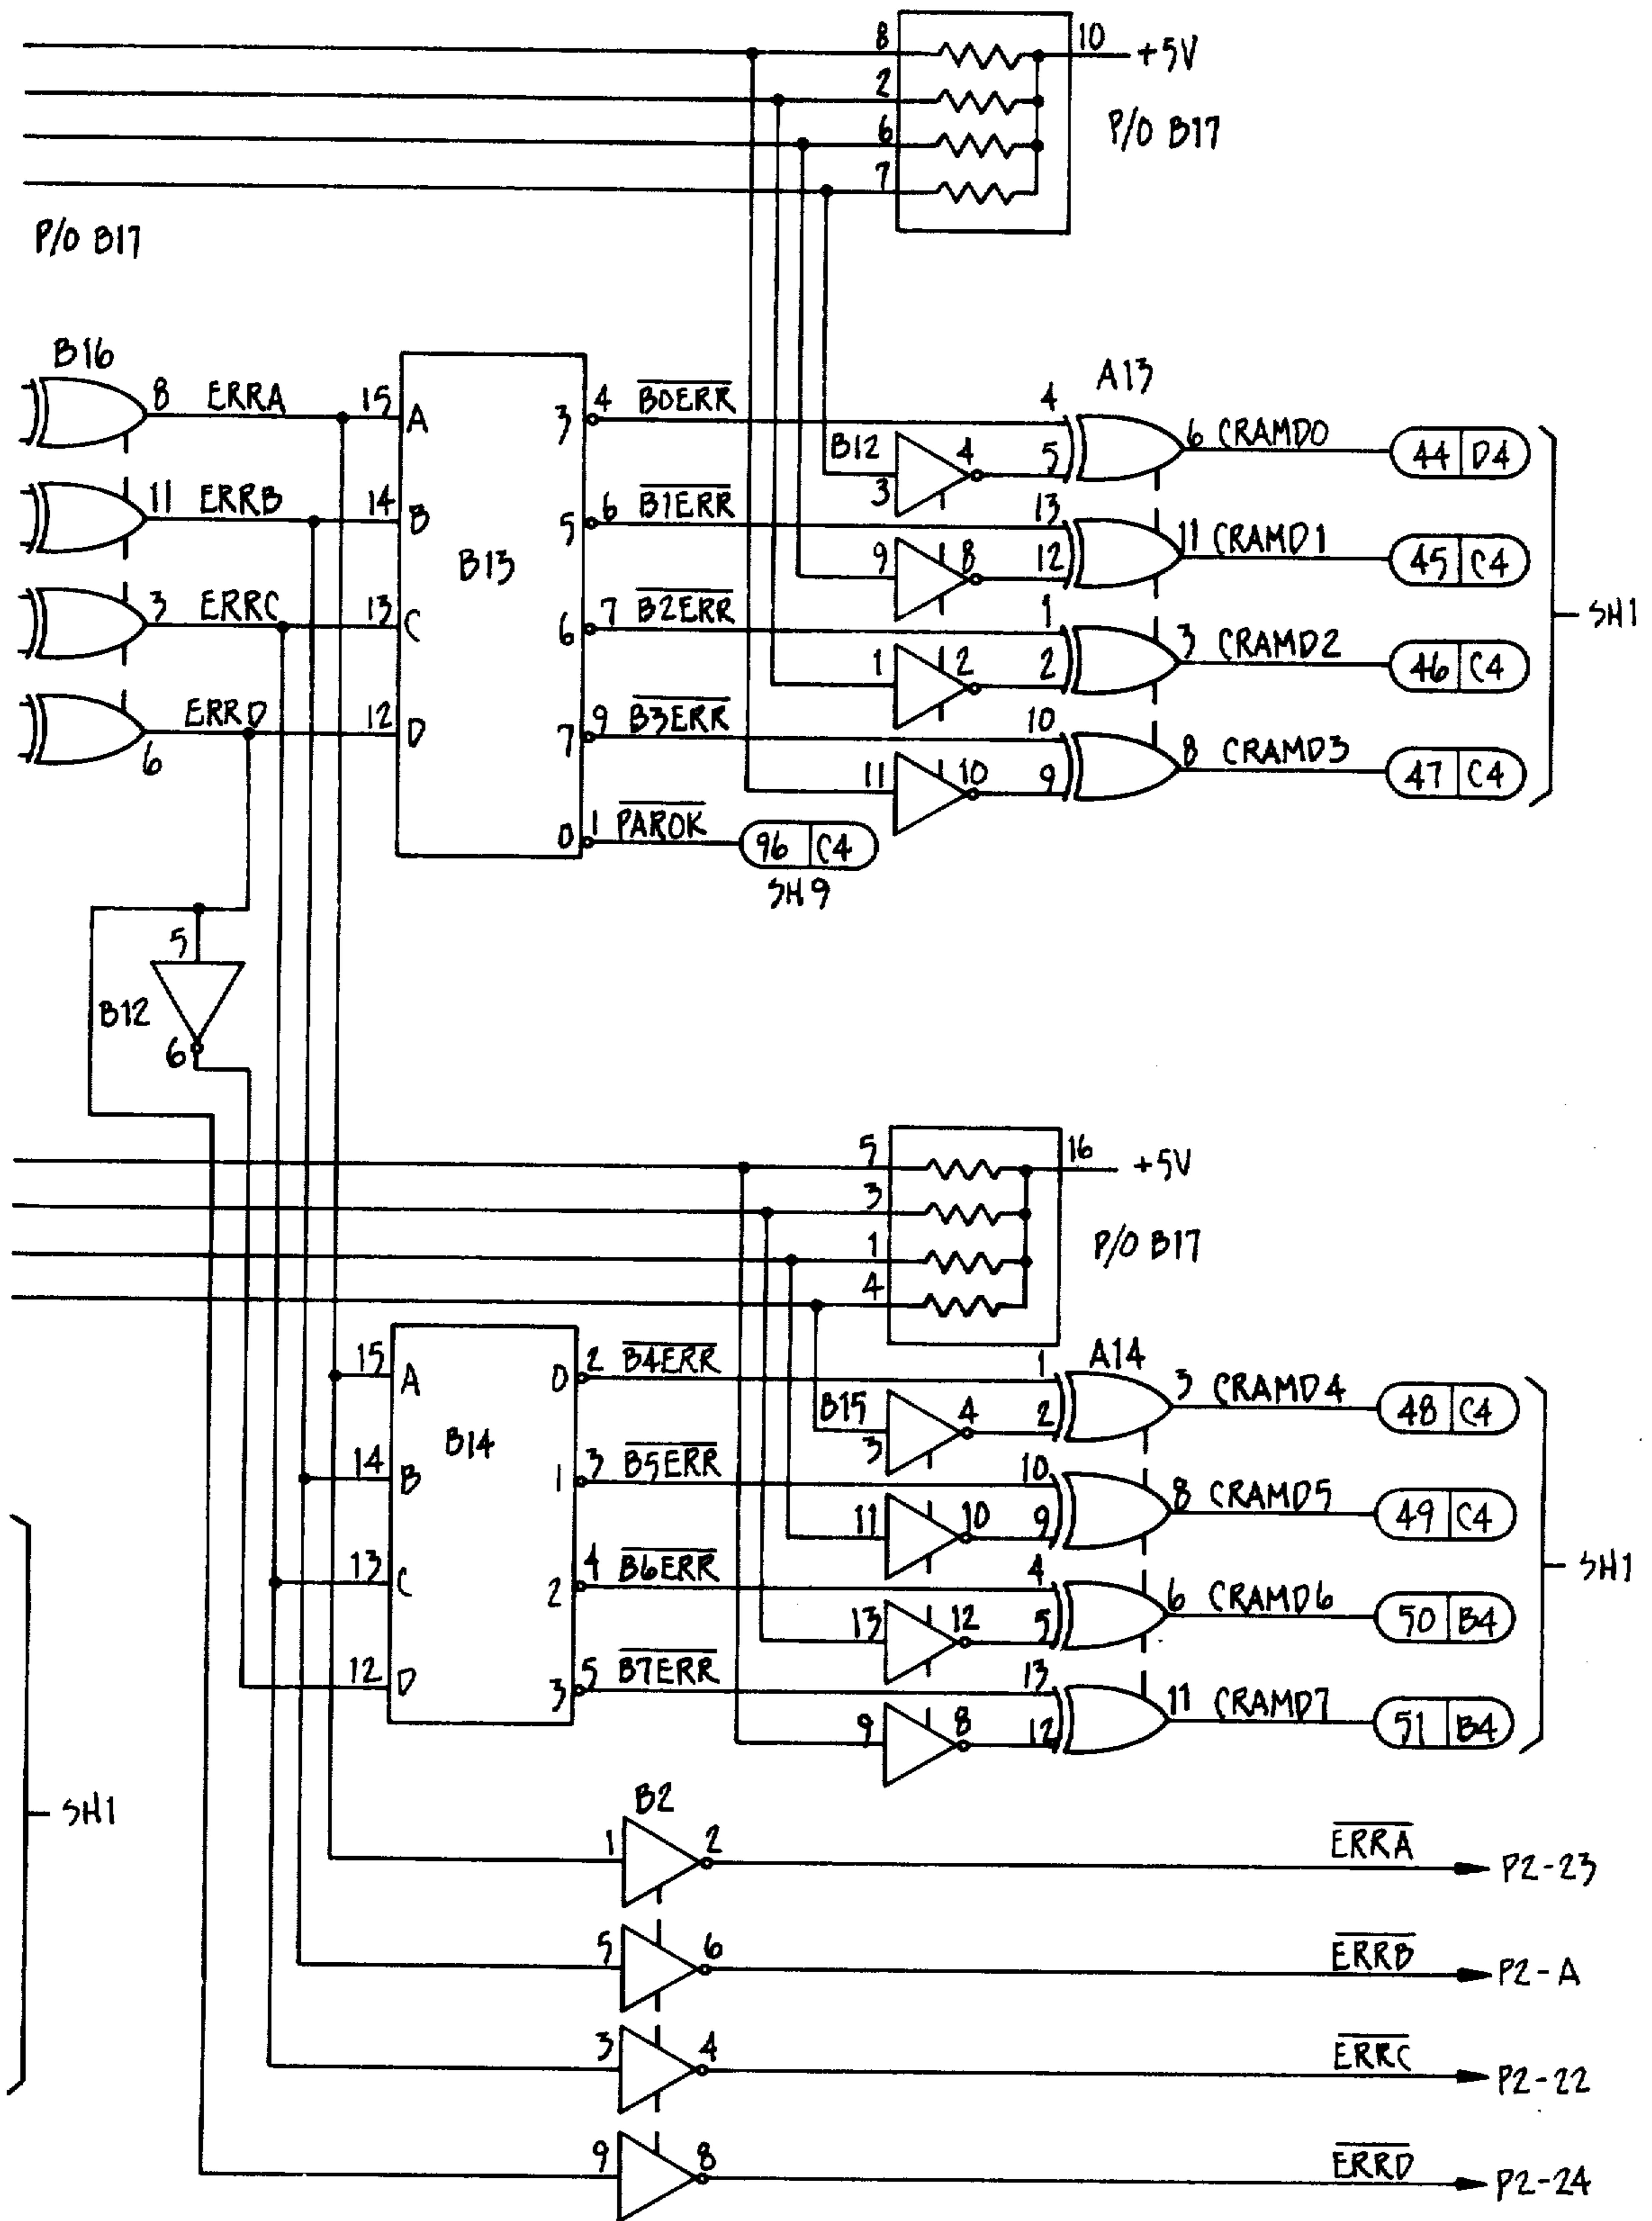 8 10 +5V
2
6 P/O B17
7
P/O B17
B16 A13
8 ERRA 15 A 3 4 B0ERR 4 6 CRAMD0 44 D4
B12 3 4 5
11 ERRB 14 B 5 6 B1ERR 13 11 CRAMD1 45 C4
B13 9 8 12 SH1
3 ERRC 13 C 6 7 B2ERR 1 3 CRAMD2 46 C4
1 2 2
ERRD 6 12 D 7 9 B3ERR 10 8 CRAMD3 47 C4
11 10 9
0 1 PAROK 96 C4
SH9
5
B12
6
5 16 +5V
3
1 P/O B17
4
15 A 0 2 B4ERR 1 A14 3 CRAMD4 48 C4
B14 B15 3 4 2
14 B 1 3 B5ERR 10 8 CRAMD5 49 C4
11 10 9 SH1
13 C 2 4 B6ERR 4 6 CRAMD6 50 B4
13 12 5
12 D 3 5 B7ERR 13 11 CRAMD7 51 B4
9 8 12
SH1
B2
1 2 ERRA P2-23
5 6 ERRB P2-A
3 4 ERRC P2-22
9 8 ERRD P2-24